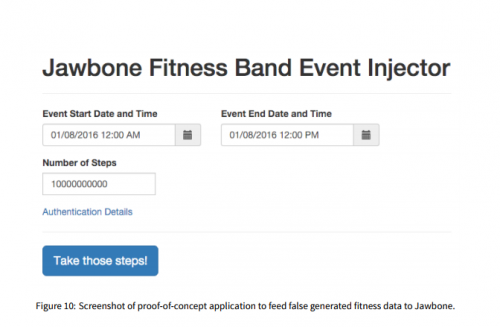 Jawbone Fitness Band Event Injector
Event Start Date and Time Event End Date and Time
01/08/2016 12:00 AM 01/08/2016 12:00 PM
Number of Steps
10000000000
Authentication Details
Take those steps!
Figure 10: Screenshot of proof-of-concept application to feed false generated fitness data to Jawbone.